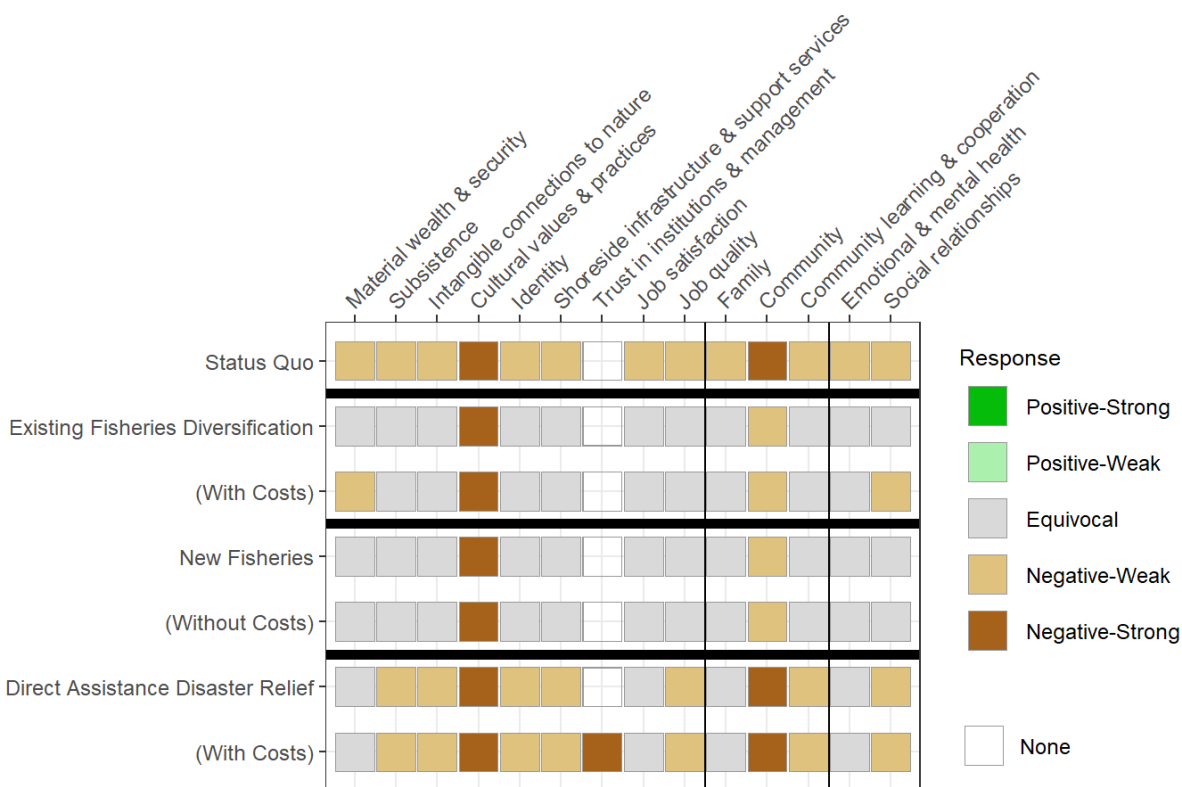 Material wealth & security
Subsistence
Intangible connections to nature
Cultural values & practices
Identity
Shoreside infrastructure & support services
Trust in institutions & management
Job satisfaction
Job quality
Family
Community
Community learning & cooperation
Emotional & mental health
Social relationships
Status Quo
Existing Fisheries Diversification
(With Costs)
New Fisheries
(Without Costs)
Direct Assistance Disaster Relief
(With Costs)
Response
Positive-Strong
Positive-Weak
Equivocal
Negative-Weak
Negative-Strong
None